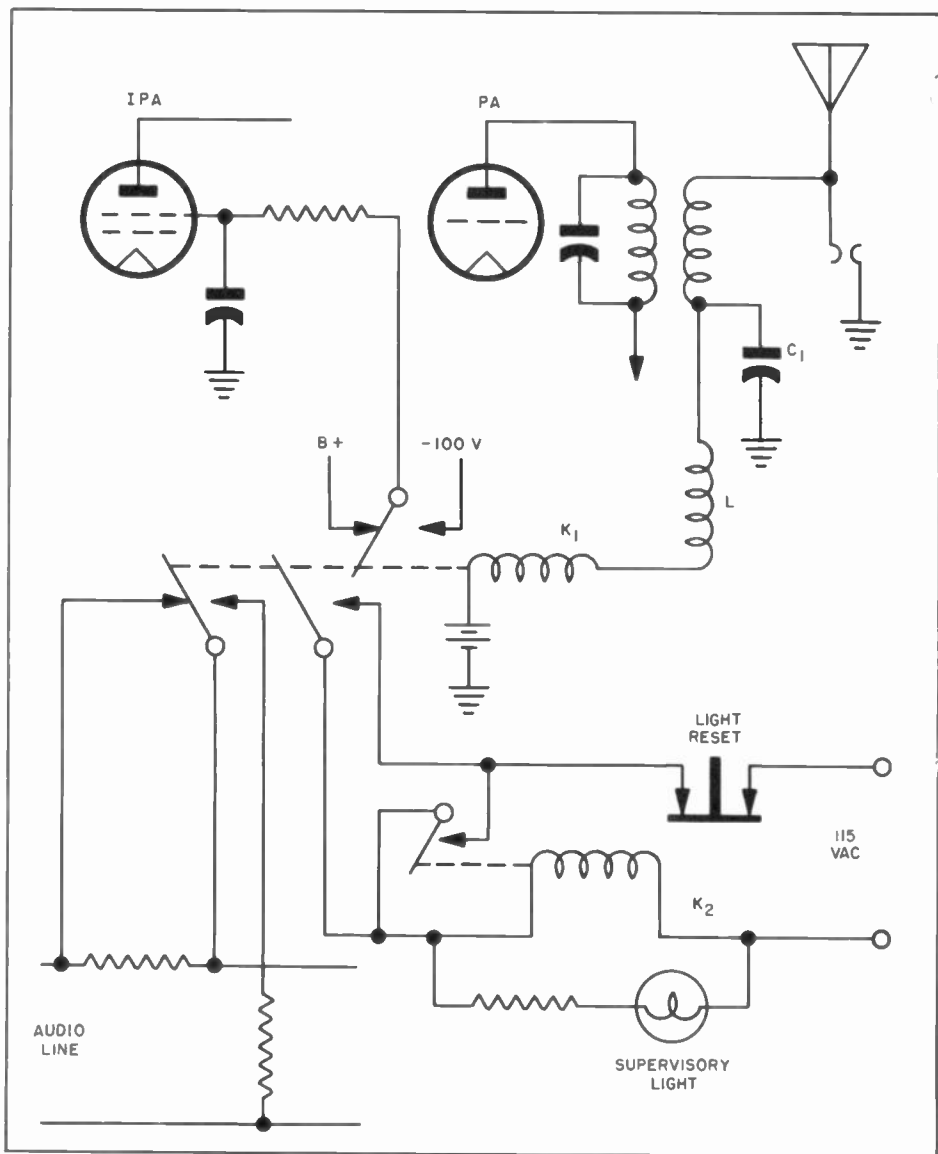 IPA
PA
C1
B+
-100 V
L
K1
LIGHT
RESET
115
VAC
K2
AUDIO
LINE
SUPERVISORY
LIGHT